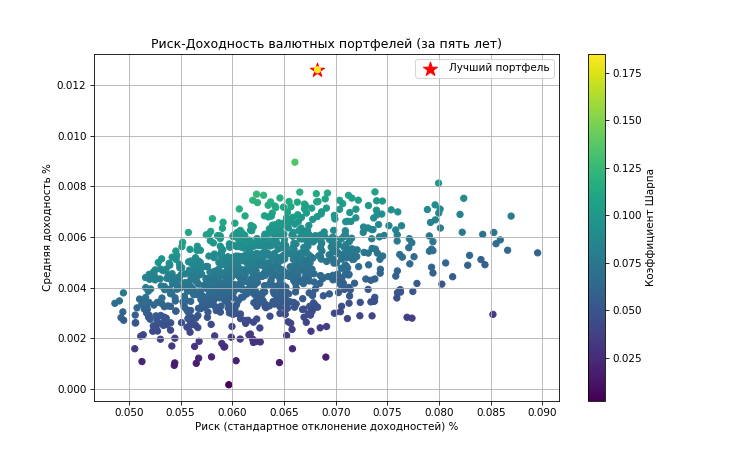 Риск-Доходность валютных портфелей (за пять лет)
Лучший портфель
0.012
0.010
0.008
0.006
0.004
0.002
0.000
Средняя доходность %
0.050 0.055 0.060 0.065 0.070 0.075 0.080 0.085 0.090
Риск (стандартное отклонение доходностей) %
0.175
0.150
0.125
0.100
0.075
0.050
0.025
Коэффициент Шарпа